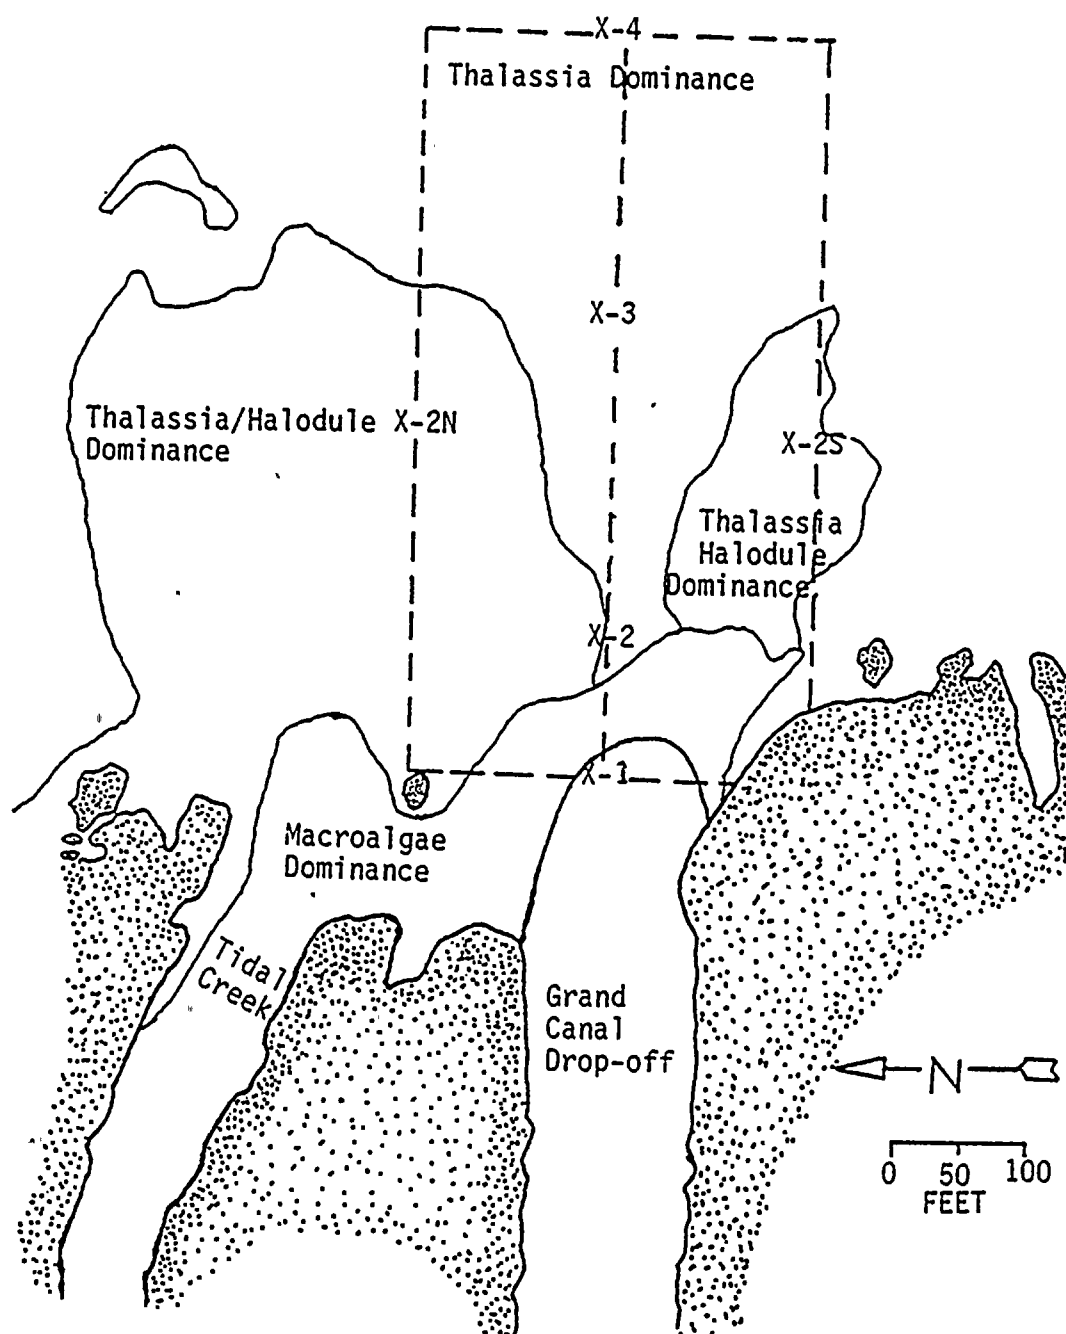 X-4
Thalassia Dominance
X-3
Thalassia/Halodule X-2N
Dominance
X-2S
Thalassia
Halodule
Dominance
X-2
X-1
Macroalgae
Dominance
Tidal
Creek
Grand
Canal
Drop-off
N
0 50 100
FEET